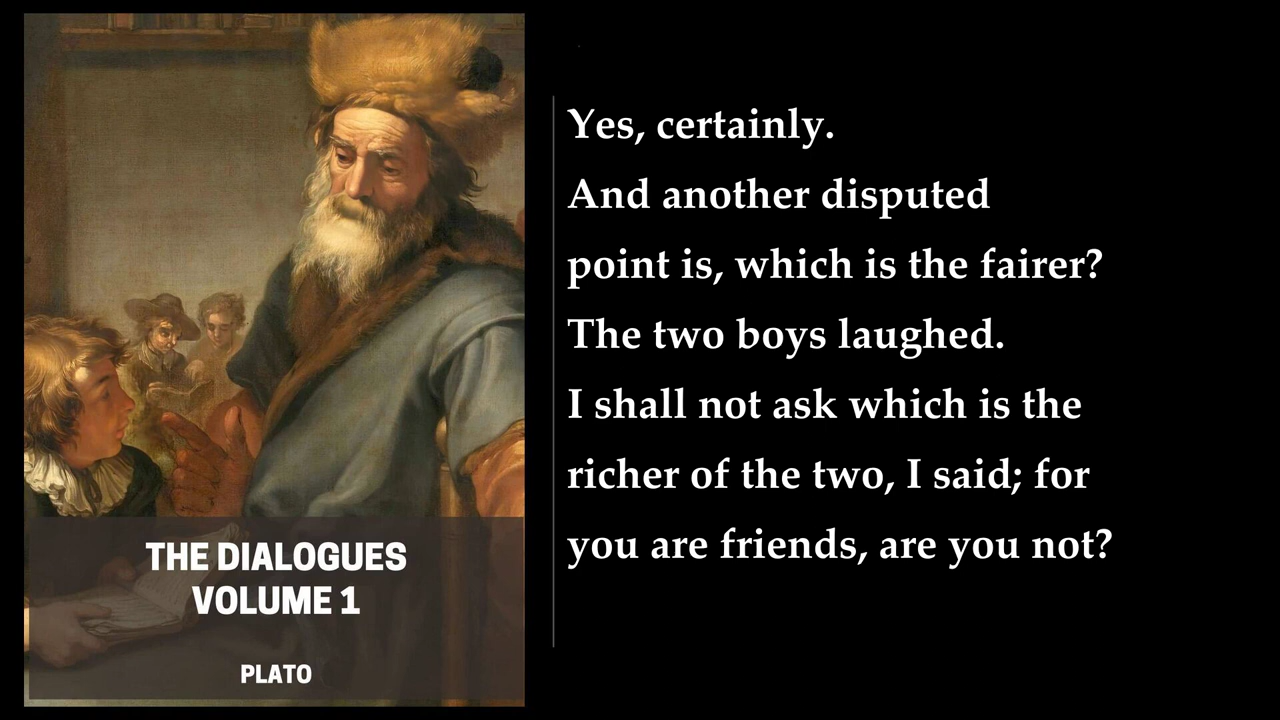 THE DIALOGUES
VOLUME 1
PLATO
Yes, certainly.
And another disputed
point is, which is the fairer?
The two boys laughed.
I shall not ask which is the
richer of the two, I said; for
you are friends, are you not?